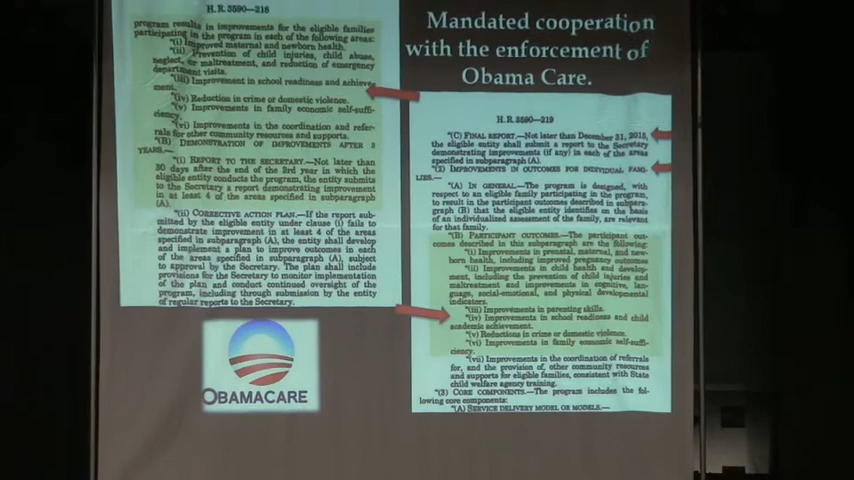 H. R. 3590—218
program results in improvements for the eligible families
participating in the program in each of the following areas:
"(i) Improved maternal and newborn health.
"(ii) Prevention of child injuries, child abuse,
neglect, or maltreatment, and reduction of emergency
department visits.
"(iii) Improvement in school readiness and achieve-
ment.
"(iv) Reduction in crime or domestic violence.
"(v) Improvements in family economic self-suffi-
ciency.
"(vi) Improvements in the coordination and refer-
rals for other community resources and supports.
"(B) DEMONSTRATION OF IMPROVEMENTS AFTER 3
YEARS.—
"(i) REPORT TO THE SECRETARY.—Not later than
30 days after the end of the 3rd year in which the
eligible entity conducts the program, the entity submits
to the Secretary a report demonstrating improvement
in at least 4 of the areas specified in subparagraph
(A).
"(ii) CORRECTIVE ACTION PLAN.—If the report sub-
mitted by the eligible entity under clause (i) fails to
demonstrate improvement in at least 4 of the areas
specified in subparagraph (A), the entity shall develop
and implement a plan to improve outcomes in each
of the areas specified in subparagraph (A), subject
to approval by the Secretary. The plan shall include
provisions for the Secretary to monitor implementation
of the plan and conduct continued oversight of the
program, including through submission by the entity
of regular reports to the Secretary.
OBAMACARE
Mandated cooperation
with the enforcement of
Obama Care.
H. R. 3590—219
"(C) FINAL REPORT.—Not later than December 31, 2015,
the eligible entity shall submit a report to the Secretary
demonstrating improvements (if any) in each of the areas
specified in subparagraph (A).
"(2) IMPROVEMENTS IN OUTCOMES FOR INDIVIDUAL FAMI-
LIES.—
"(A) IN GENERAL.—The program is designed, with
respect to an eligible family participating in the program,
to result in the participant outcomes described in subpara-
graph (B) that the eligible entity identifies on the basis
of an individualized assessment of the family, are relevant
for that family.
"(B) PARTICIPANT OUTCOMES.—The participant out-
comes described in this subparagraph are the following:
"(i) Improvements in prenatal, maternal, and new-
born health, including improved pregnancy outcomes
"(ii) Improvements in child health and develop-
ment, including the prevention of child injuries and
maltreatment and improvements in cognitive, lan-
guage, social-emotional, and physical developmental
indicators.
"(iii) Improvements in parenting skills.
"(iv) Improvements in school readiness and child
academic achievement.
"(v) Reductions in crime or domestic violence.
"(vi) Improvements in family economic self-suffi-
ciency.
"(vii) Improvements in the coordination of referrals
for, and the provision of, other community resources
and supports for eligible families, consistent with State
child welfare agency training.
"(3) CORE COMPONENTS.—The program includes the fol-
lowing core components:
"(A) SERVICE DELIVERY MODEL OR MODELS.—